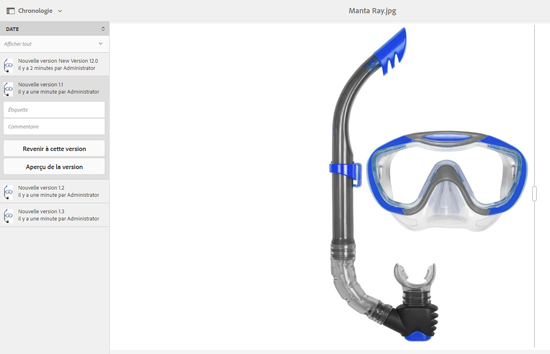 Chronologie
Manta Ray.jpg
DATE
Afficher tout
Nouvelle version New Version 12.0
il y a 2 minutes par Administrator
Nouvelle version 1.1
il y a une minute par Administrator
Étiquette
Commentaire
Revenir à cette version
Aperçu de la version
Nouvelle version 1.2
il y a une minute par Administrator
Nouvelle version 1.3
il y a une minute par Administrator